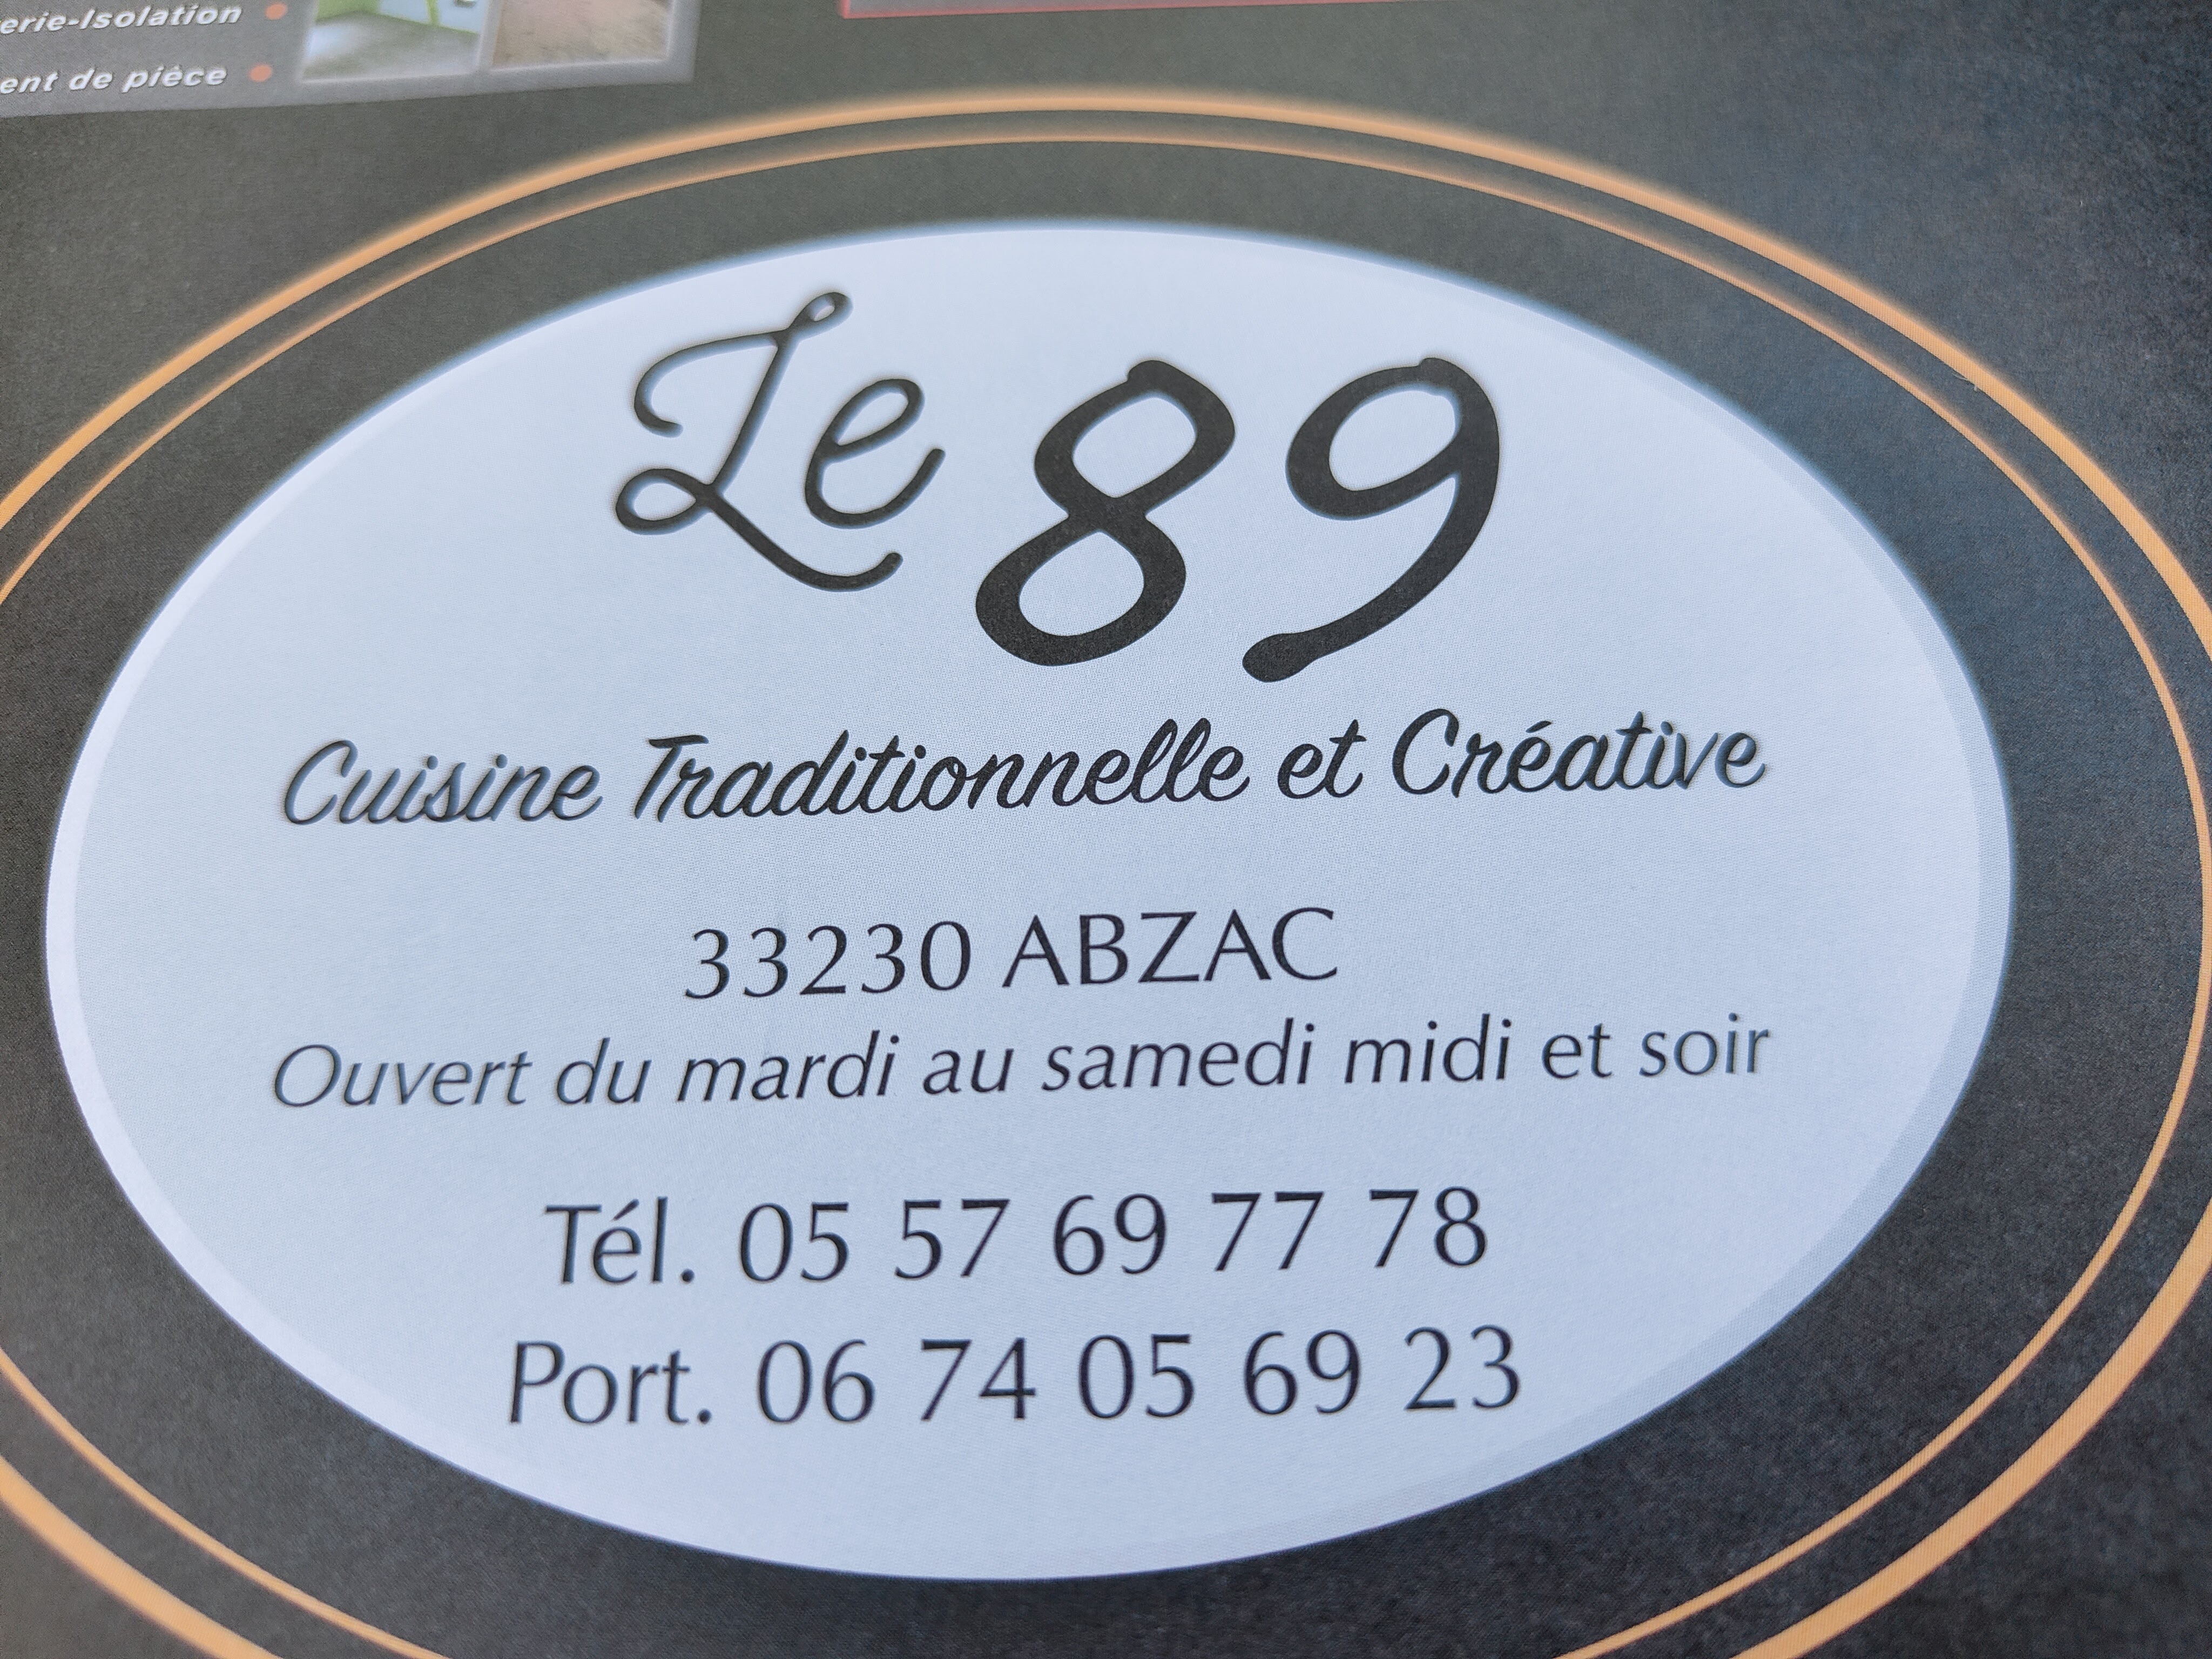 erie-Isolation
ent de pièce
Le 89
Cuisine Traditionnelle et Créative
33230 ABZAC
Ouvert du mardi au samedi midi et soir
Tél. 05 57 69 77 78
Port. 06 74 05 69 23